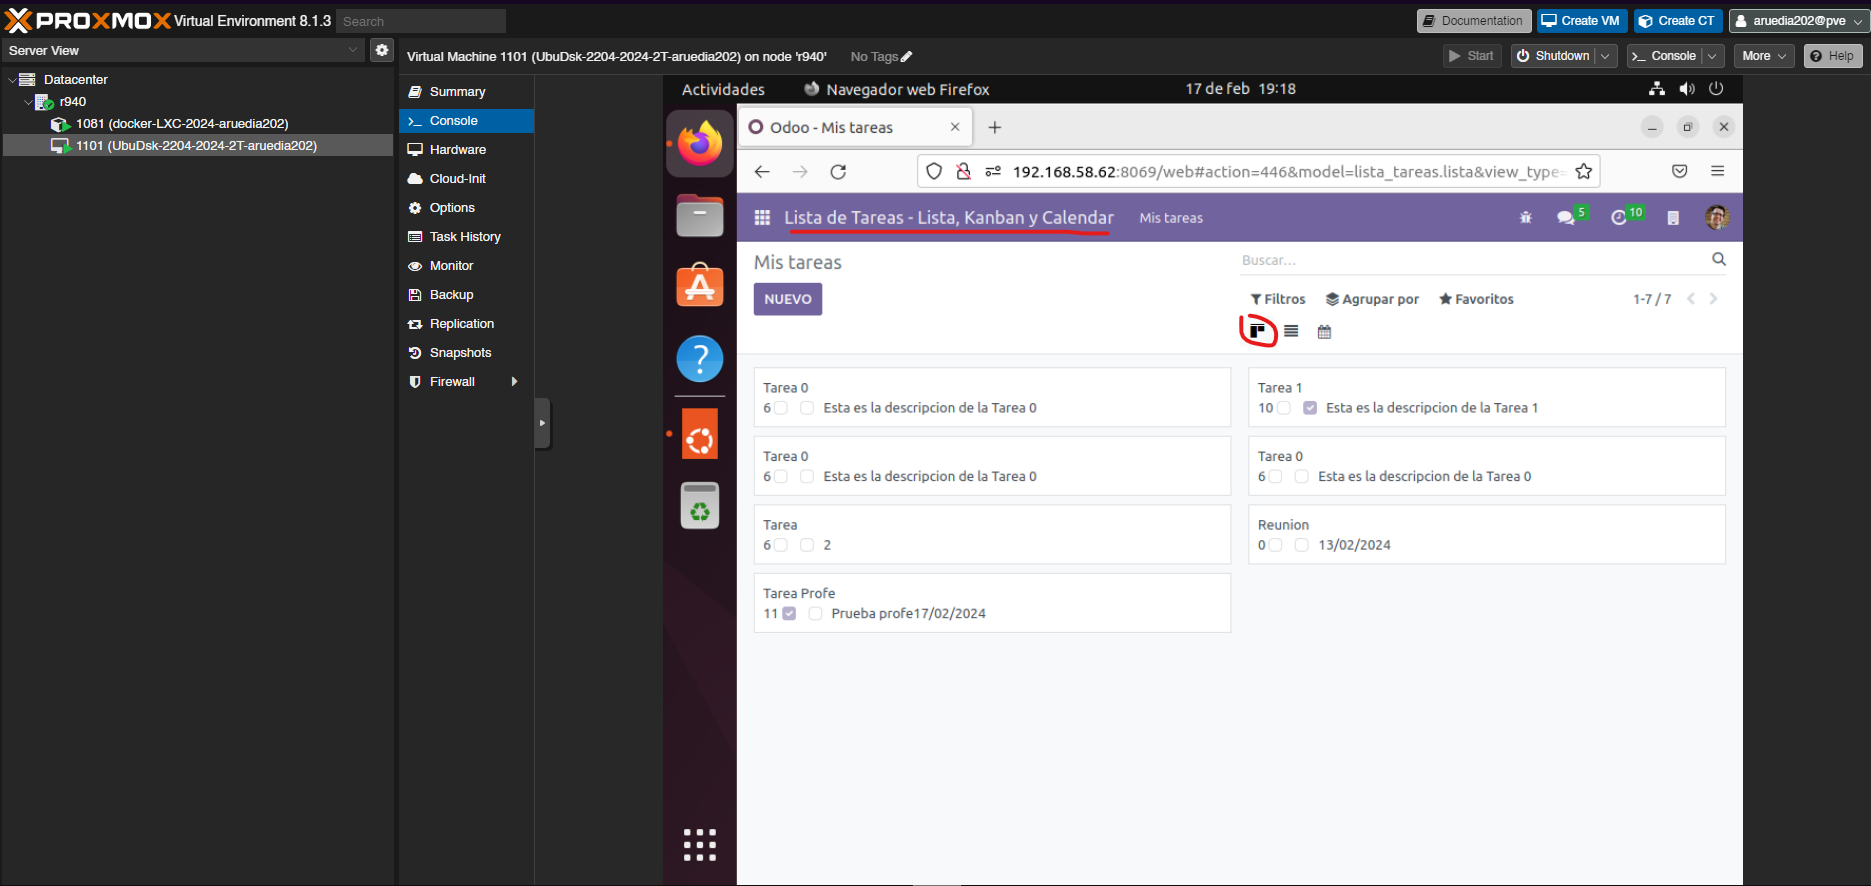 PROXMOX Virtual Environment 8.1.3 Search Documentation Create VM Create CT aruedia202@pve
Server View
Virtual Machine 1101 (UbuDsk-2204-2024-2T-aruedia202) on node 'r940' No Tags Start Shutdown Console More Help
Datacenter
r940
1081 (docker-LXC-2024-aruedia202)
1101 (UbuDsk-2204-2024-2T-aruedia202)
Summary
Console
Hardware
Cloud-Init
Options
Task History
Monitor
Backup
Replication
Snapshots
Firewall
Actividades Navegador web Firefox 17 de feb 19:18
Odoo - Mis tareas
192.168.58.62:8069/web#action=446&model=lista_tareas.lista&view_type=
Lista de Tareas - Lista, Kanban y Calendar Mis tareas 5 10
Mis tareas
Buscar...
NUEVO
Filtros Agrupar por Favoritos 1-7 / 7
Tarea 0
6 Esta es la descripcion de la Tarea 0
Tarea 1
10 Esta es la descripcion de la Tarea 1
Tarea 0
6 Esta es la descripcion de la Tarea 0
Tarea 0
6 Esta es la descripcion de la Tarea 0
Tarea
6 2
Reunion
0 13/02/2024
Tarea Profe
11 Prueba profe17/02/2024